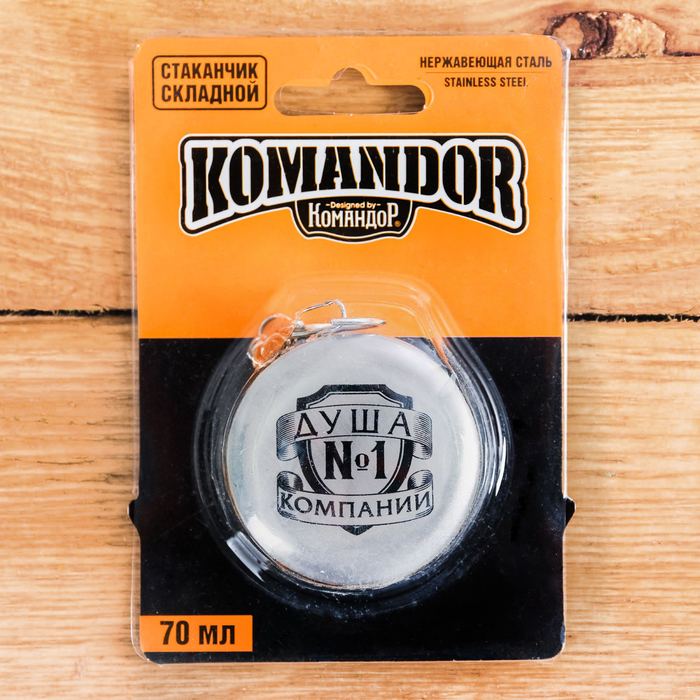 СТАКАНЧИК
СКЛАДНОЙ
НЕРЖАВЕЮЩАЯ СТАЛЬ
STAINLESS STEEL
KOMANDOR
-Designed by-
КОМАНДОР®
ДУША
№1
КОМПАНИИ
70 МЛ